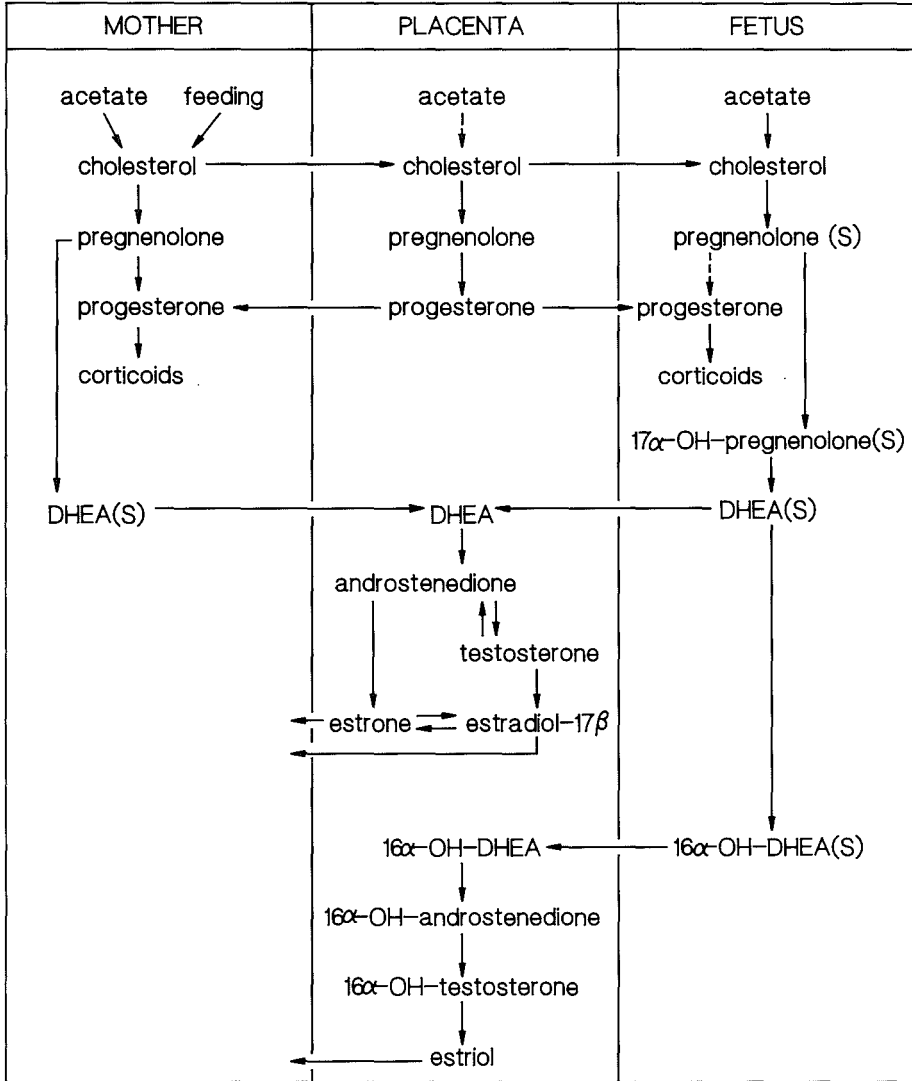 MOTHER PLACENTA FETUS
acetate feeding acetate acetate
cholesterol cholesterol cholesterol
pregnenolone pregnenolone pregnenolone (S)
progesterone progesterone progesterone
corticoids corticoids
17α-OH-pregnenolone(S)
DHEA(S) DHEA DHEA(S)
androstenedione
testosterone
estrone estradiol-17β
16α-OH-DHEA 16α-OH-DHEA(S)
16α-OH-androstenedione
16α-OH-testosterone
estriol